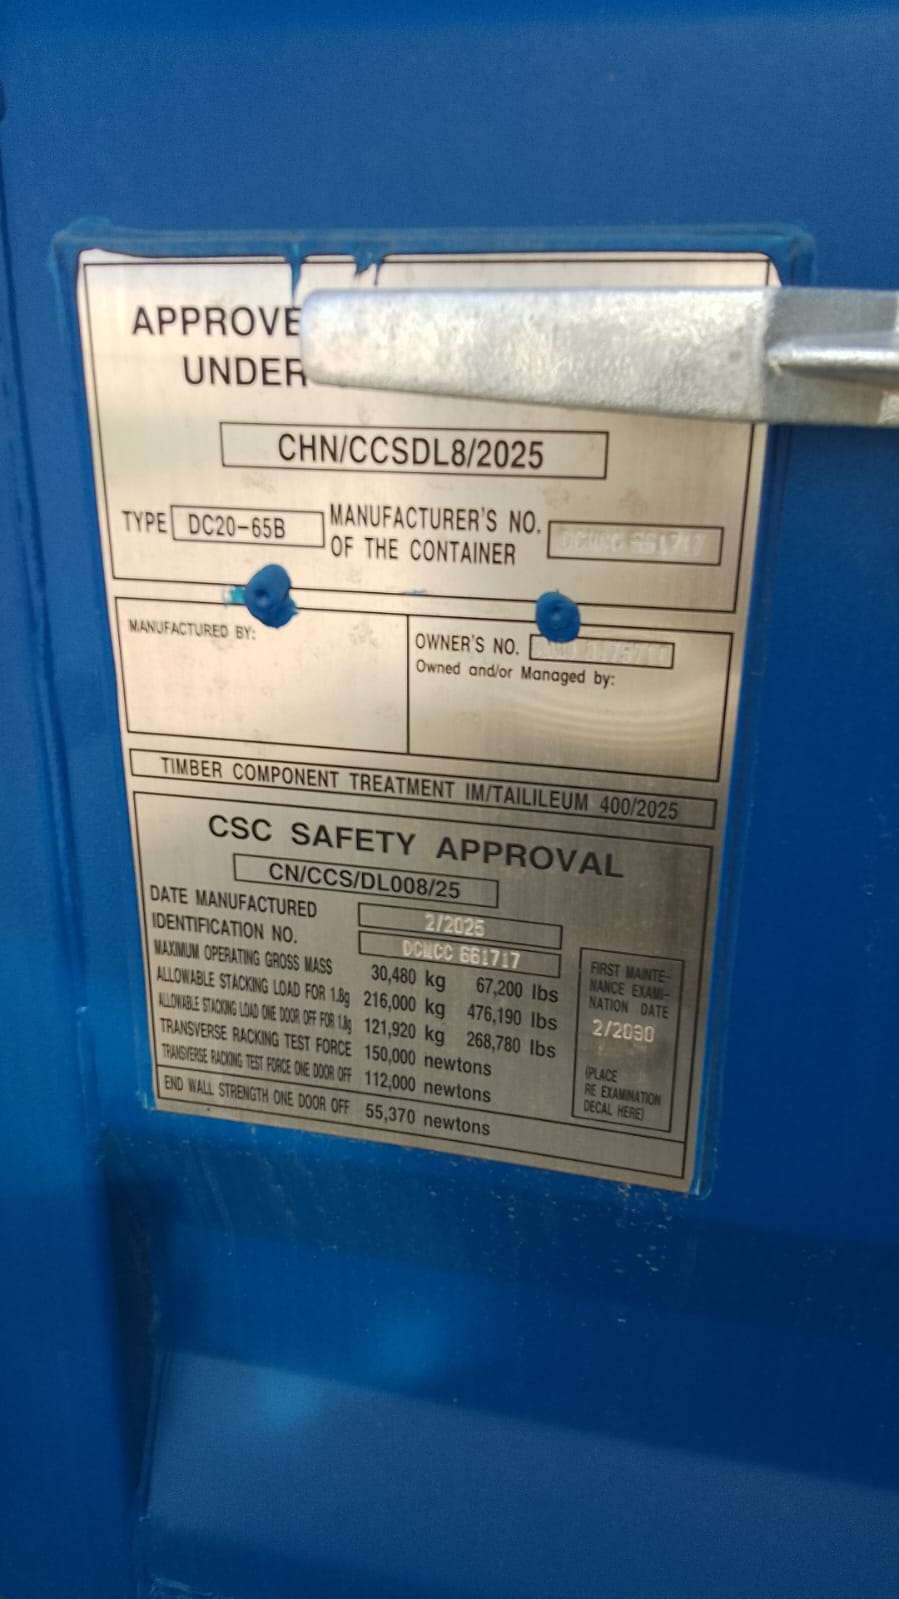 APPROVE
UNDER
CHN/CCSDL8/2025
TYPE DC20-65B MANUFACTURER'S NO. OF THE CONTAINER DCMCC 661717
MANUFACTURED BY:
OWNER'S NO.
Owned and/or Managed by:
TIMBER COMPONENT TREATMENT IM/TAILILEUM 400/2025
CSC SAFETY APPROVAL
CN/CCS/DL008/25
DATE MANUFACTURED 2/2025
IDENTIFICATION NO. DCMCC 661717
MAXIMUM OPERATING GROSS MASS 30,480 kg 67,200 lbs
ALLOWABLE STACKING LOAD FOR 1.8g 216,000 kg 476,190 lbs
ALLOWABLE STACKING LOAD ONE DOOR OFF FOR 1.8g 121,920 kg 268,780 lbs
TRANSVERSE RACKING TEST FORCE 150,000 newtons
TRANSVERSE RACKING TEST FORCE ONE DOOR OFF 112,000 newtons
END WALL STRENGTH ONE DOOR OFF 55,370 newtons
FIRST MAINTE-
NANCE EXAMI-
NATION DATE
2/2030
(PLACE
RE EXAMINATION
DECAL HERE)